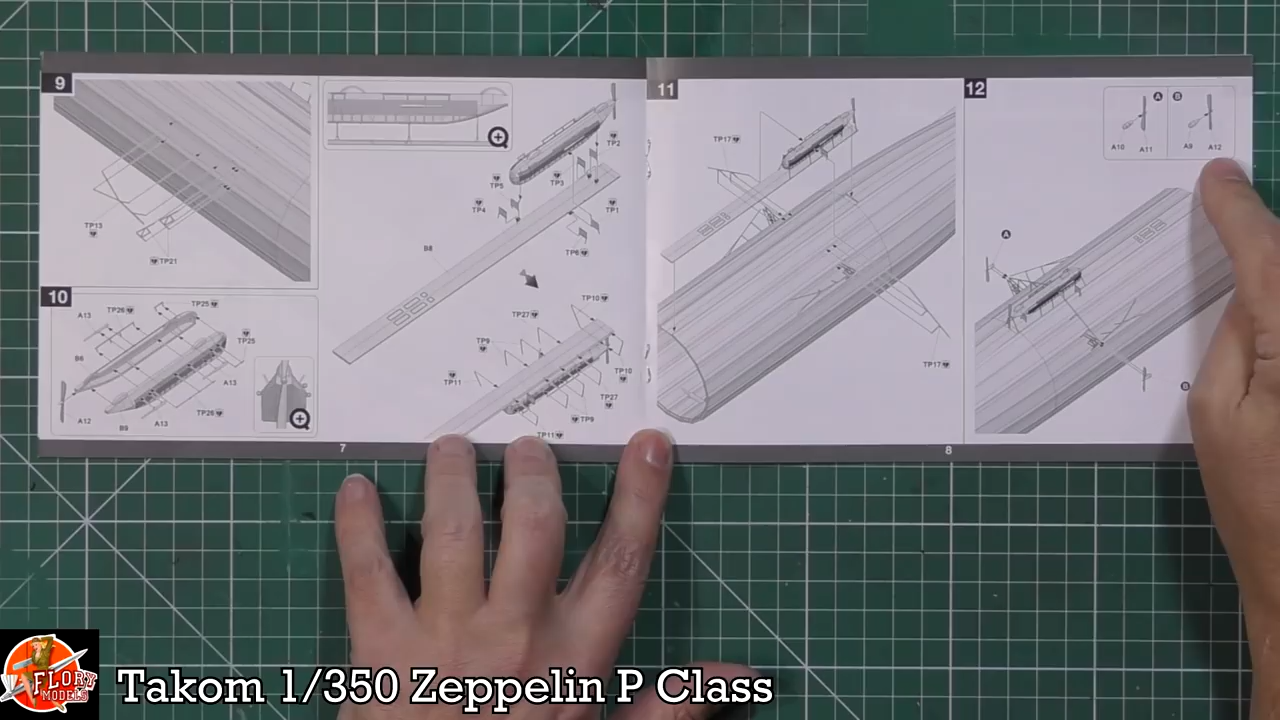 9
TP13
TP21
10
A13
TP26
TP25
TP25
B6
A13
A12
B9
A13
TP26
TP2
TP5
TP3
TP4
TP1
TP6
B8
TP10
TP27
TP9
TP11
TP10
TP27
TP9
TP11
7
11
TP17
TP17
8
12
A
B
A10
A11
A9
A12
A
B
FLORY
MODELS
Takom 1/350 Zeppelin P Class